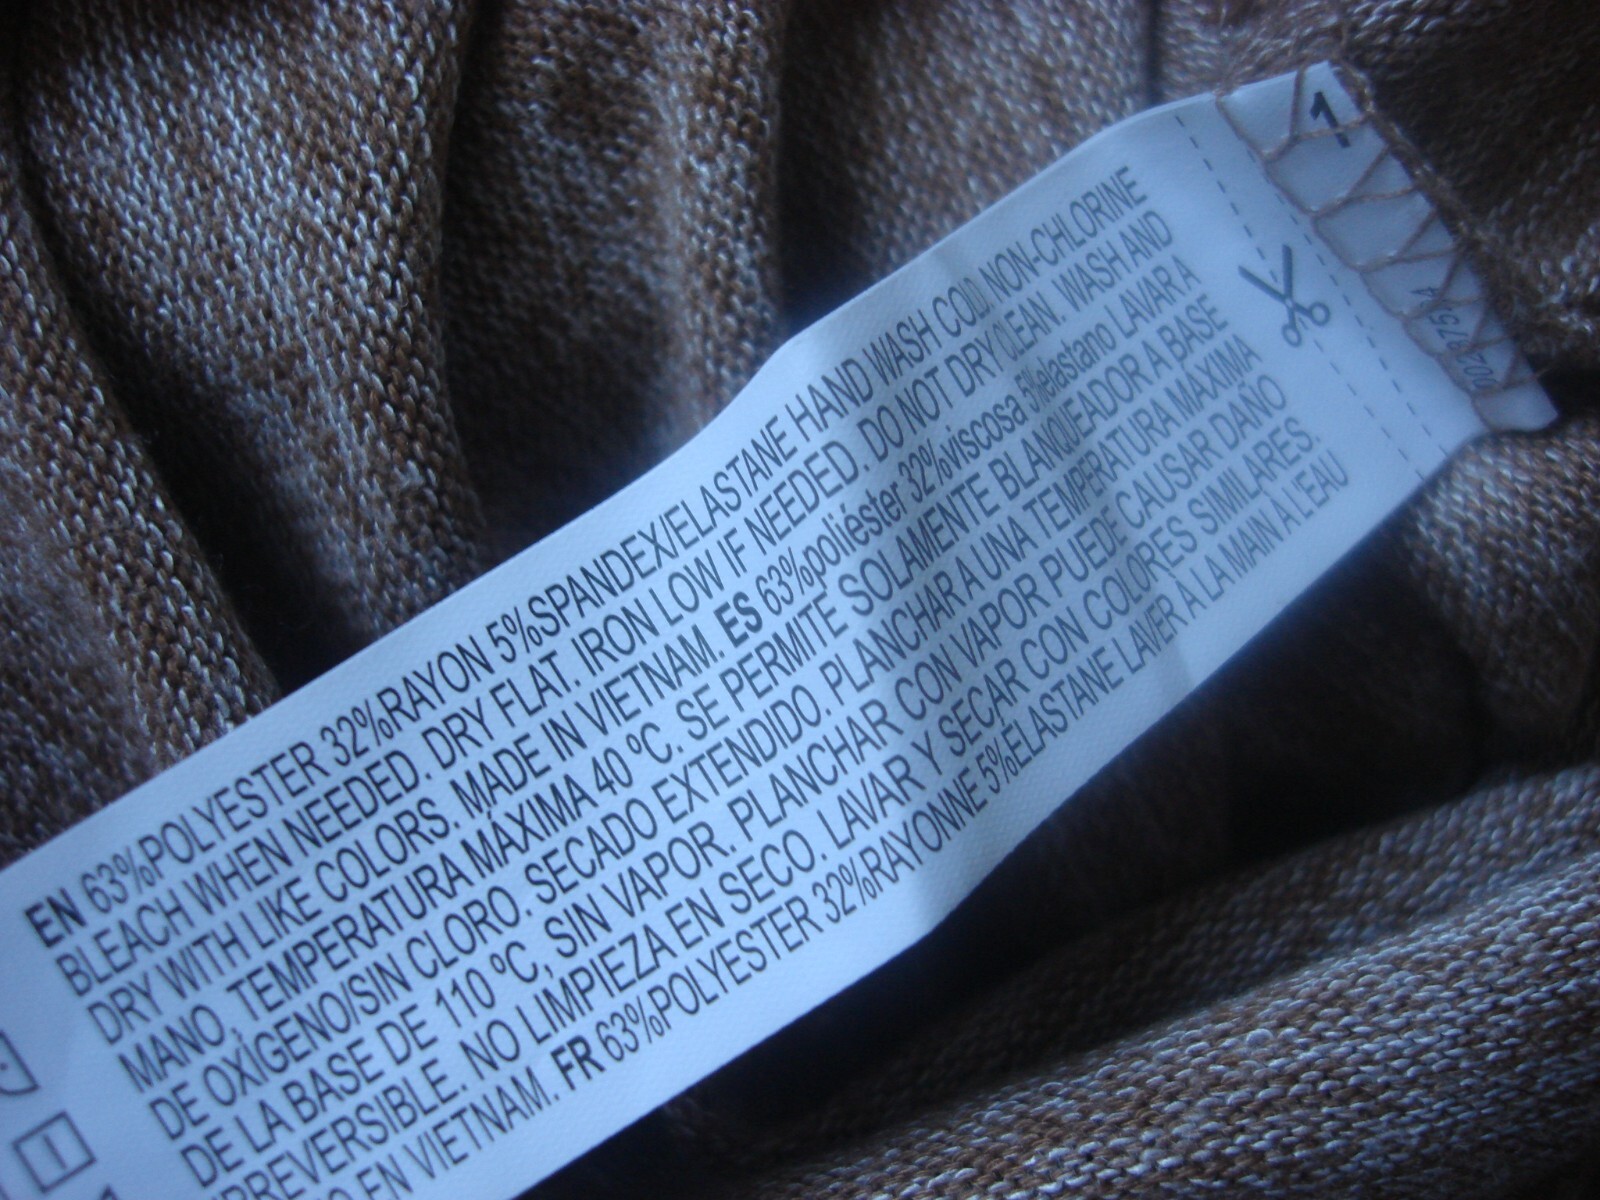 1
002 7754
EN 63%POLYESTER 32%RAYON 5%SPANDEX/ELASTANE HAND WASH COLD. NON-CHLORINE
BLEACH WHEN NEEDED. DRY FLAT. IRON LOW IF NEEDED. DO NOT DRY CLEAN. WASH AND
DRY WITH LIKE COLORS. MADE IN VIETNAM. ES 63%poliéster 32%viscosa 5%elastano LAVAR A
MANO, TEMPERATURA MÁXIMA 40 ºC. SE PERMITE SOLAMENTE BLANQUEADOR A BASE
DE OXÍGENO/SIN CLORO. SECADO EXTENDIDO. PLANCHAR A UNA TEMPERATURA MÁXIMA
DE LA BASE DE 110 ºC, SIN VAPOR. PLANCHAR CON VAPOR PUEDE CAUSAR DAÑO
IRREVERSIBLE. NO LIMPIEZA EN SECO. LAVAR Y SECAR CON COLORES SIMILARES.
EN VIETNAM. FR 63%POLYESTER 32%RAYONNE 5%ÉLASTANE LAVER À LA MAIN À L'EAU